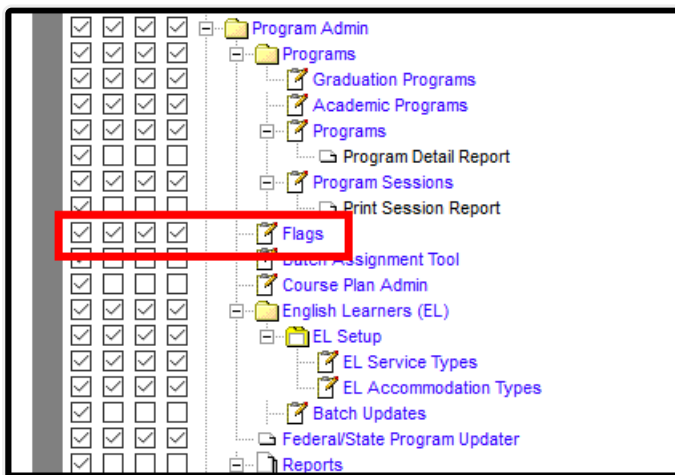 Program Admin
Programs
Graduation Programs
Academic Programs
Programs
Program Detail Report
Program Sessions
Print Session Report
Flags
Batch Assignment Tool
Course Plan Admin
English Learners (EL)
EL Setup
EL Service Types
EL Accommodation Types
Batch Updates
Federal/State Program Updater
Reports